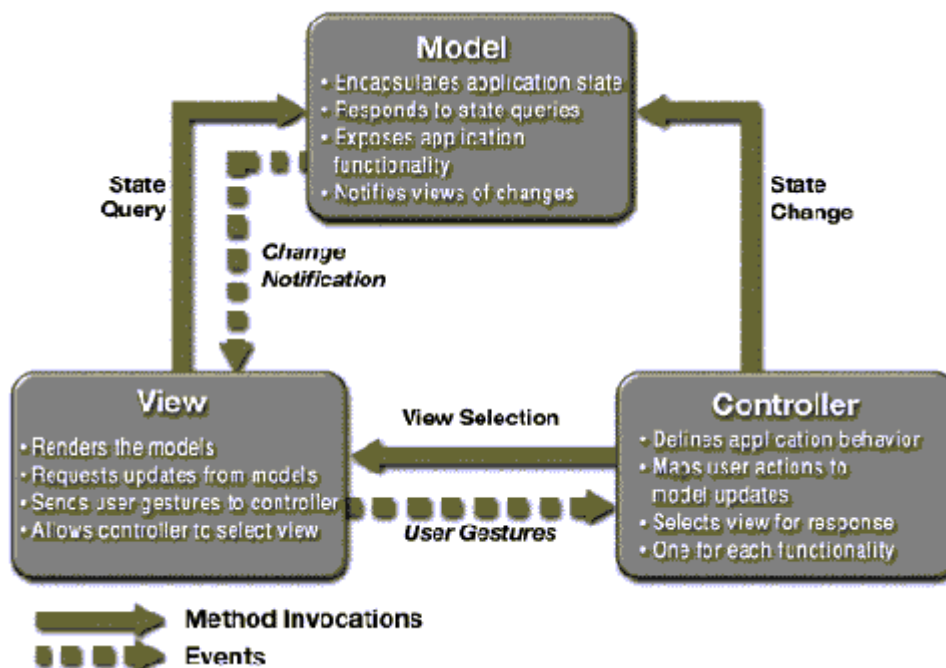 Model
• Encapsulates application state
• Responds to state queries
• Exposes application
functionality
• Notifies views of changes
State
Query
Change
Notification
State
Change
View
• Renders the models
• Requests updates from models
• Sends user gestures to controller
• Allows controller to select view
View Selection
User Gestures
Controller
• Defines application behavior
• Maps user actions to
model updates
• Selects view for response
• One for each functionality
Method Invocations
Events